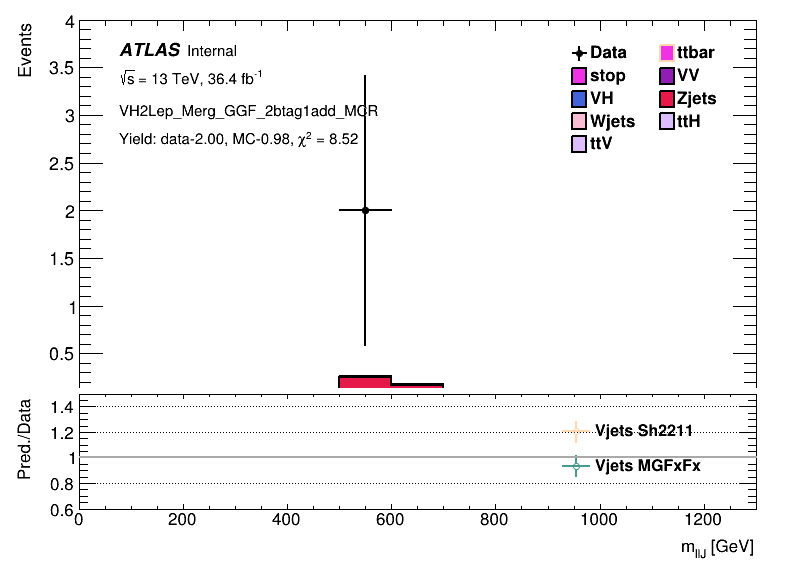 Events
4
3.5
3
2.5
2
1.5
1
0.5
ATLAS Internal
√s = 13 TeV, 36.4 fb⁻¹
VH2Lep_Merg_GGF_2btag1add_MCR
Yield: data-2.00, MC-0.98, χ² = 8.52
Data
ttbar
stop
VV
VH
Zjets
Wjets
ttH
ttV
Pred./Data
1.4
1.2
1
0.8
0.6
Vjets Sh2211
Vjets MGFxFx
0 200 400 600 800 1000 1200
m_llJ [GeV]